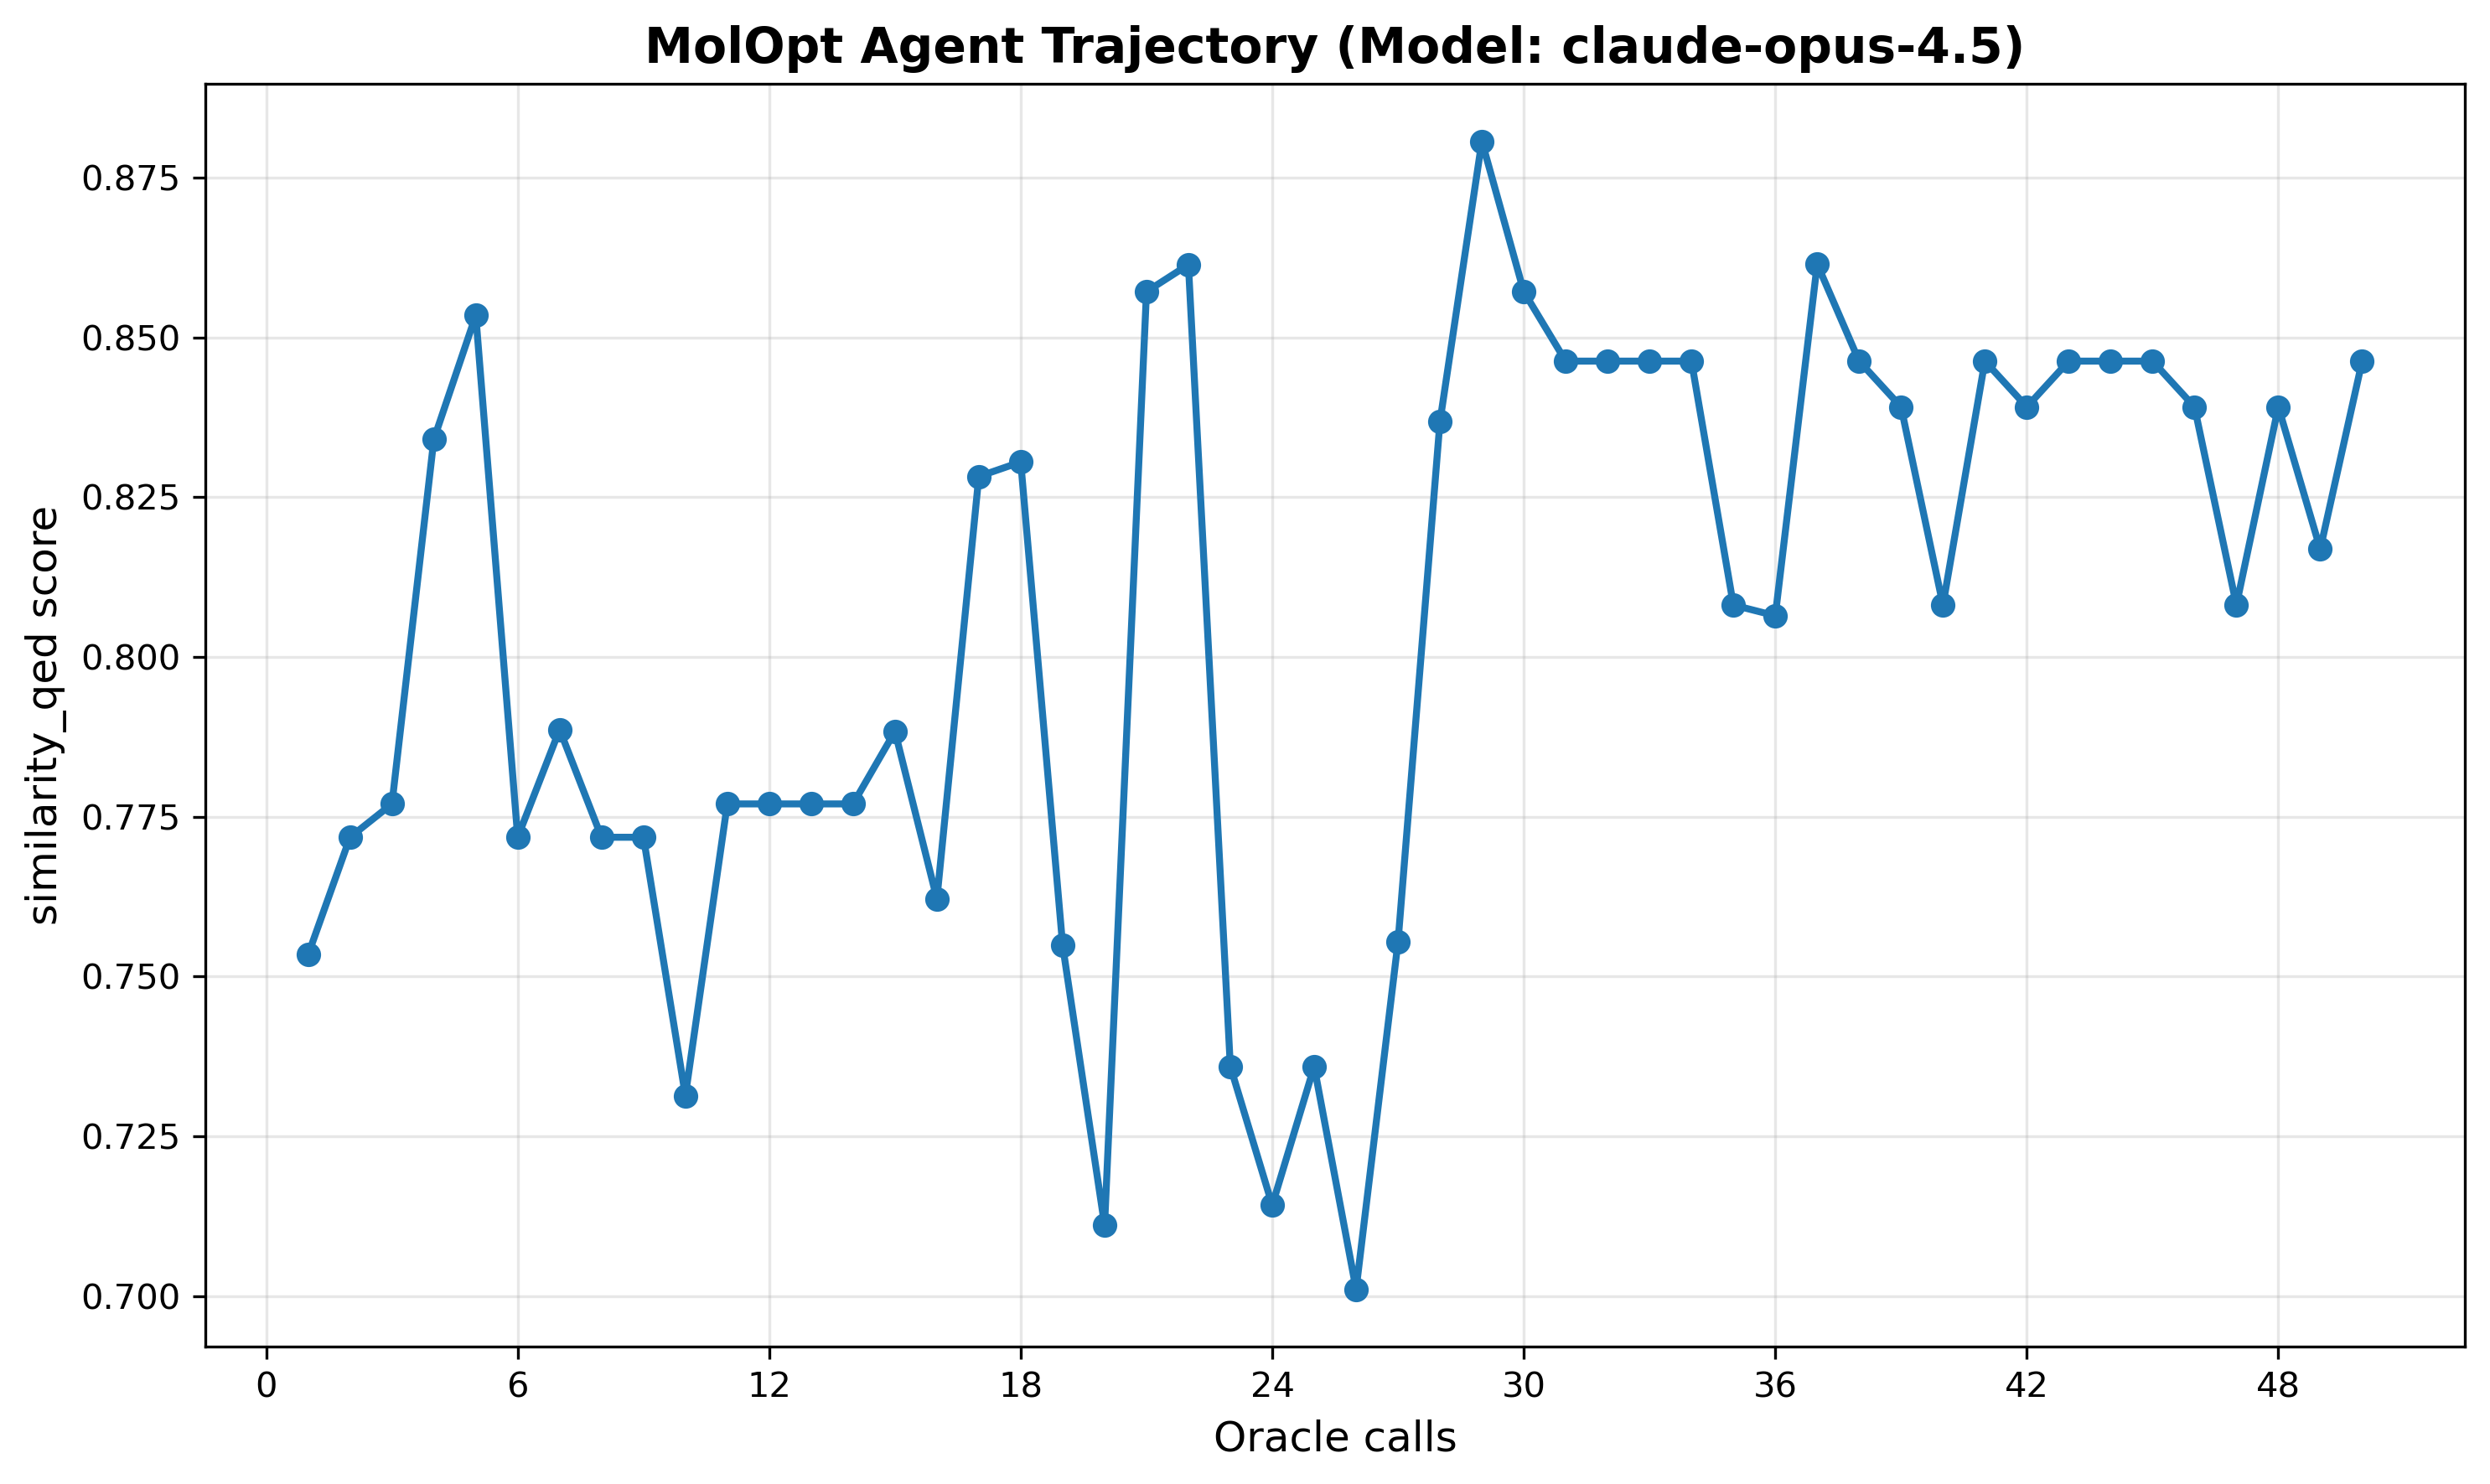 MolOpt Agent Trajectory (Model: claude-opus-4.5)
similarity_qed score
0.875
0.850
0.825
0.800
0.775
0.750
0.725
0.700
0 6 12 18 24 30 36 42 48
Oracle calls